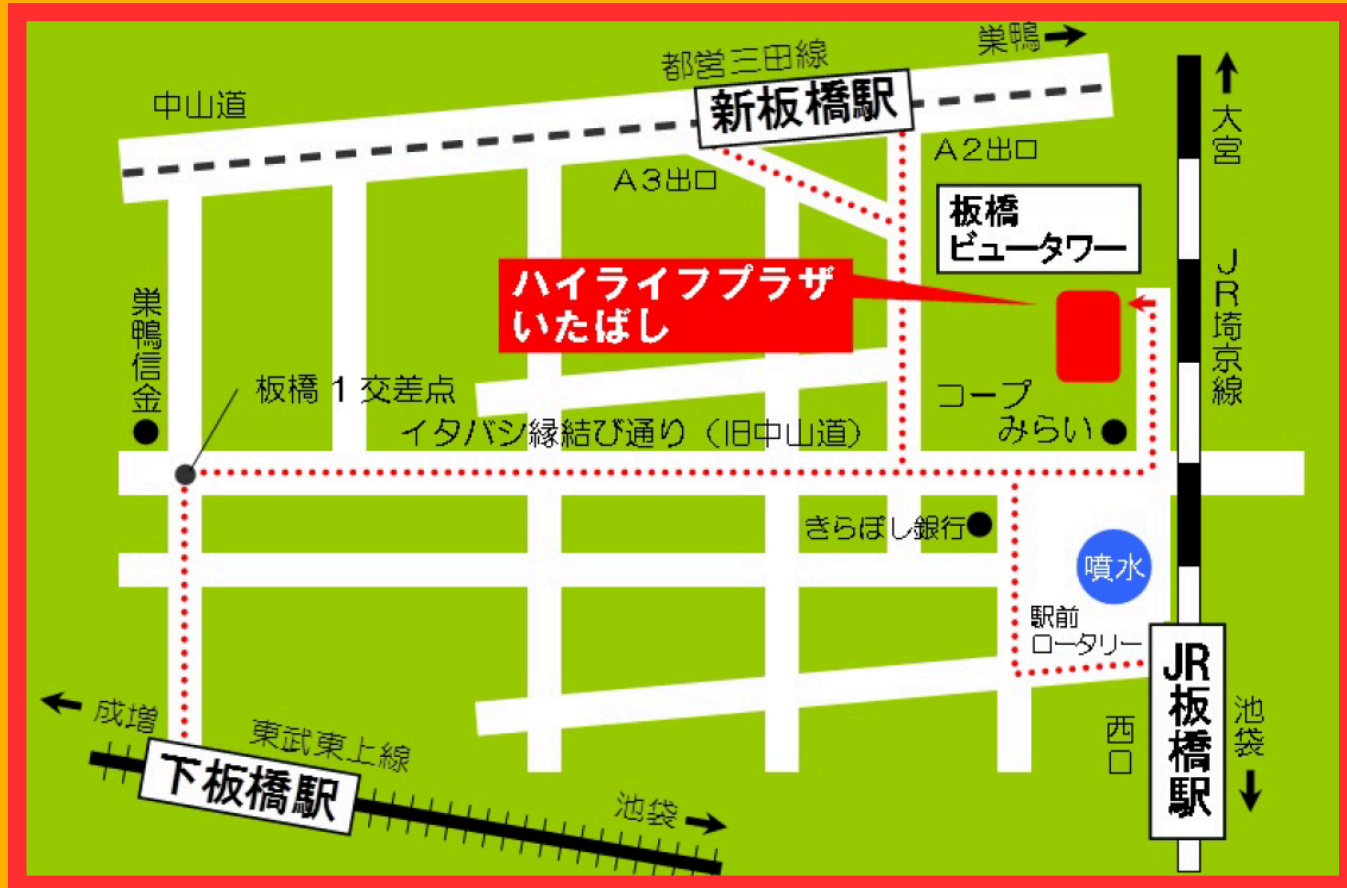 巣鴨
都営三田線
中山道
新板橋駅
大宮
A2出口
A3出口
板橋
ビュータワー
ハイライフプラザ
いたばし
JR埼京線
巣鴨信金
板橋1交差点
コープ
みらい
イタバシ縁結び通り（旧中山道）
きらぼし銀行
噴水
駅前
ロータリー
JR板橋駅
西口
池袋
成増
東武東上線
下板橋駅
池袋